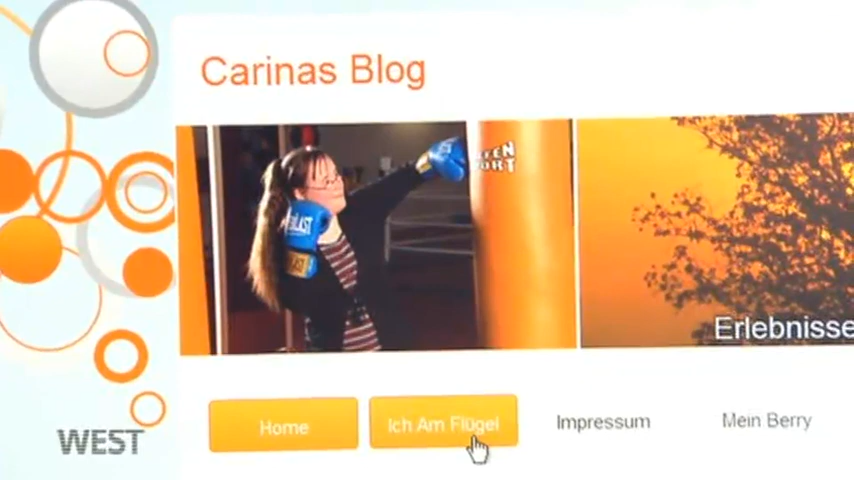 Carinas Blog
Erlebnisse
Home
Ich Am Flügel
Impressum
Mein Berry
WEST